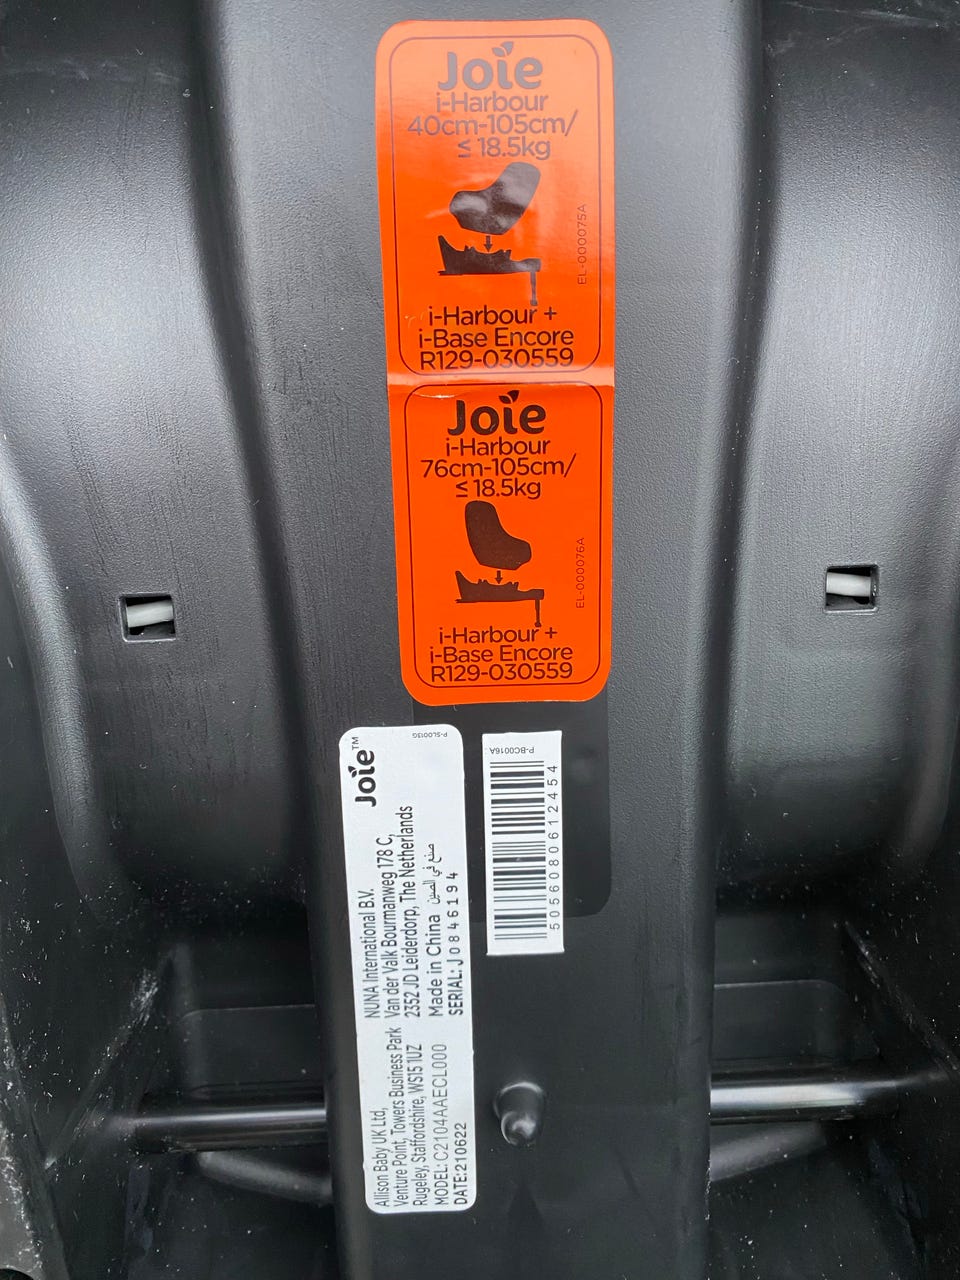 Joie
i-Harbour
40cm-105cm/
≤ 18.5kg
EL-000075A
i-Harbour +
i-Base Encore
R129-030559
Joie
i-Harbour
76cm-105cm/
≤ 18.5kg
EL-000076A
i-Harbour +
i-Base Encore
R129-030559
Joie™
P-SL0013G
Allison Baby UK Ltd,
Venture Point, Towers Business Park
Rugeley, Staffordshire, WS15 1UZ
MODEL: C2104AAECL000
DATE:210622
NUNA International B.V.
Van der Valk Bourmanweg 178 C,
2352 JD Leiderdorp, The Netherlands
Made in China صنع في الصين
SERIAL: J0846194
P-BC0016A
5056080612454